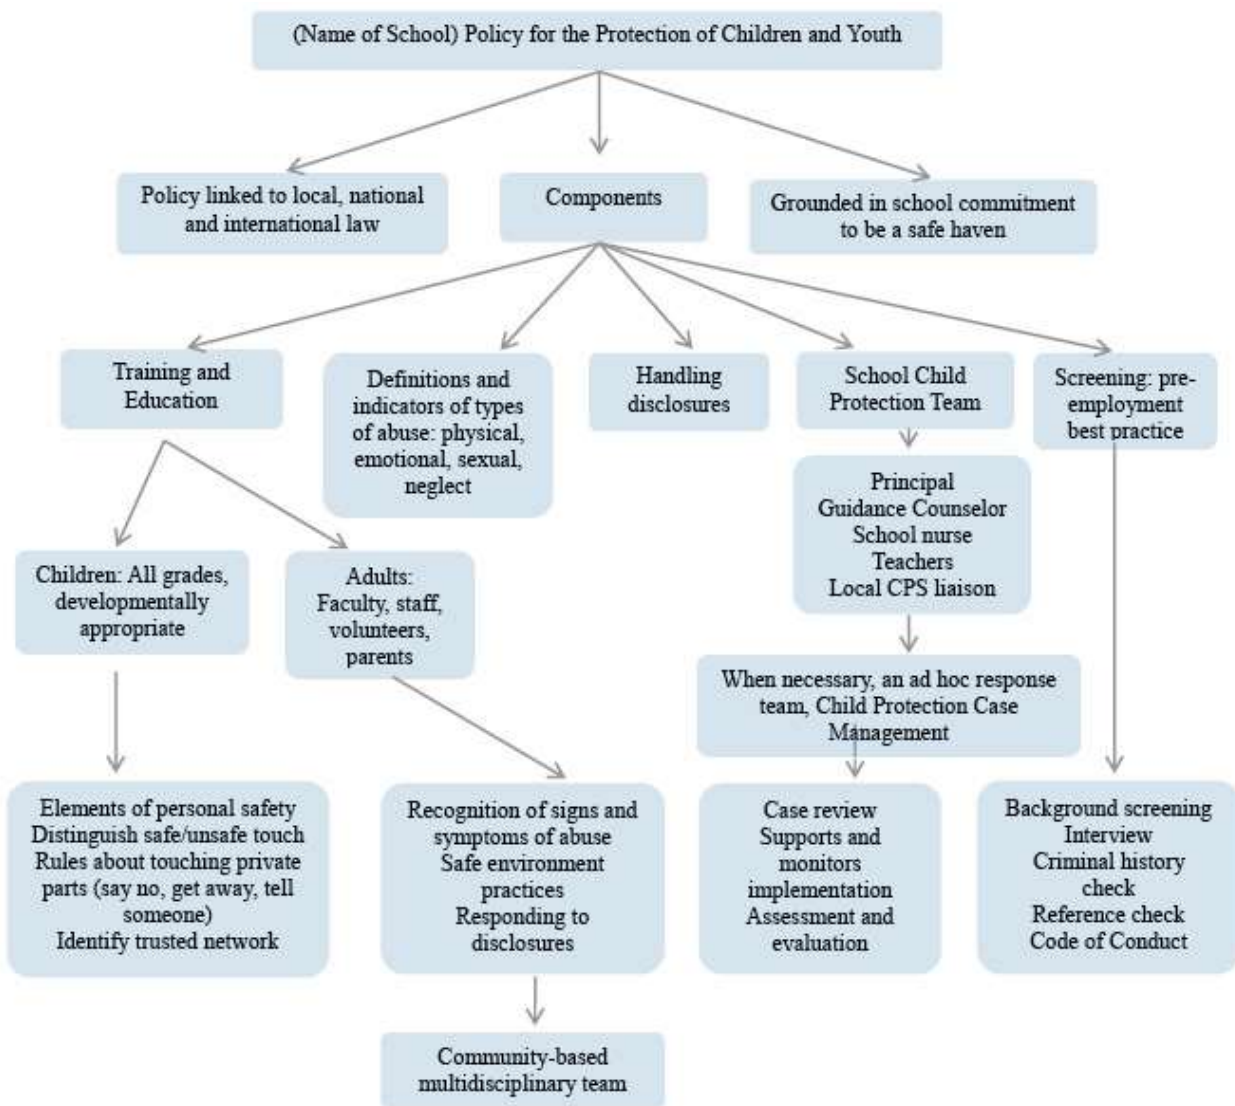 (Name of School) Policy for the Protection of Children and Youth
Policy linked to local, national
and international law
Components
Grounded in school commitment
to be a safe haven
Training and
Education
Definitions and
indicators of types
of abuse: physical,
emotional, sexual,
neglect
Handling
disclosures
School Child
Protection Team
Screening: pre-
employment
best practice
Principal
Guidance Counselor
School nurse
Teachers
Local CPS liaison
Children: All grades,
developmentally
appropriate
Adults:
Faculty, staff,
volunteers,
parents
When necessary, an ad hoc response
team, Child Protection Case
Management
Elements of personal safety
Distinguish safe/unsafe touch
Rules about touching private
parts (say no, get away, tell
someone)
Identify trusted network
Recognition of signs and
symptoms of abuse
Safe environment
practices
Responding to
disclosures
Case review
Supports and
monitors
implementation
Assessment and
evaluation
Background screening
Interview
Criminal history
check
Reference check
Code of Conduct
Community-based
multidisciplinary team